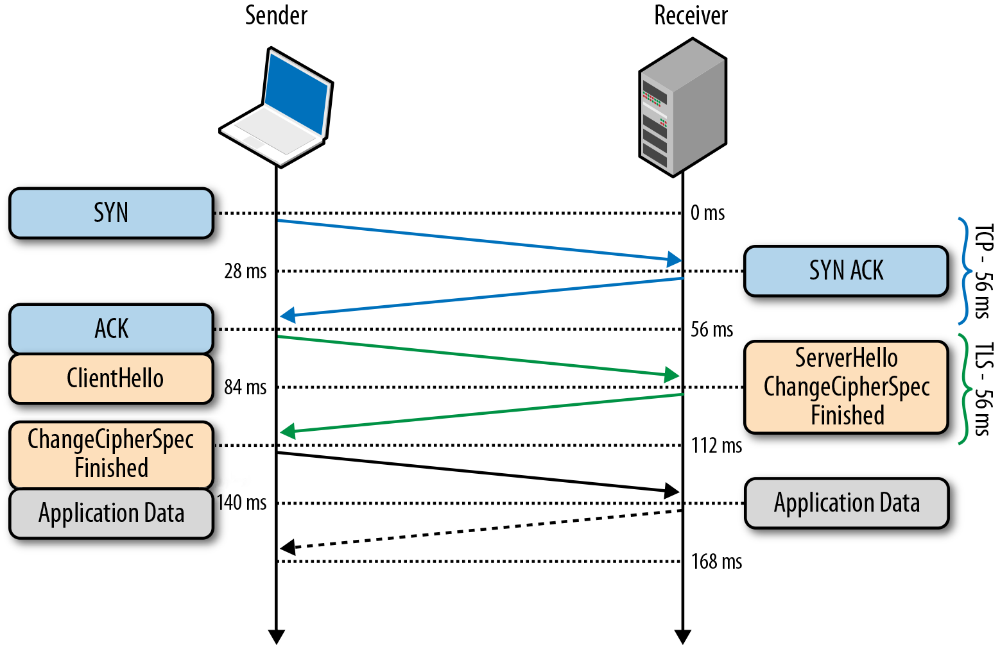 Sender
Receiver
SYN
0 ms
28 ms
SYN ACK
TCP - 56 ms
ACK
56 ms
ClientHello
84 ms
ServerHello
ChangeCipherSpec
Finished
TLS - 56 ms
ChangeCipherSpec
Finished
112 ms
Application Data
140 ms
Application Data
168 ms